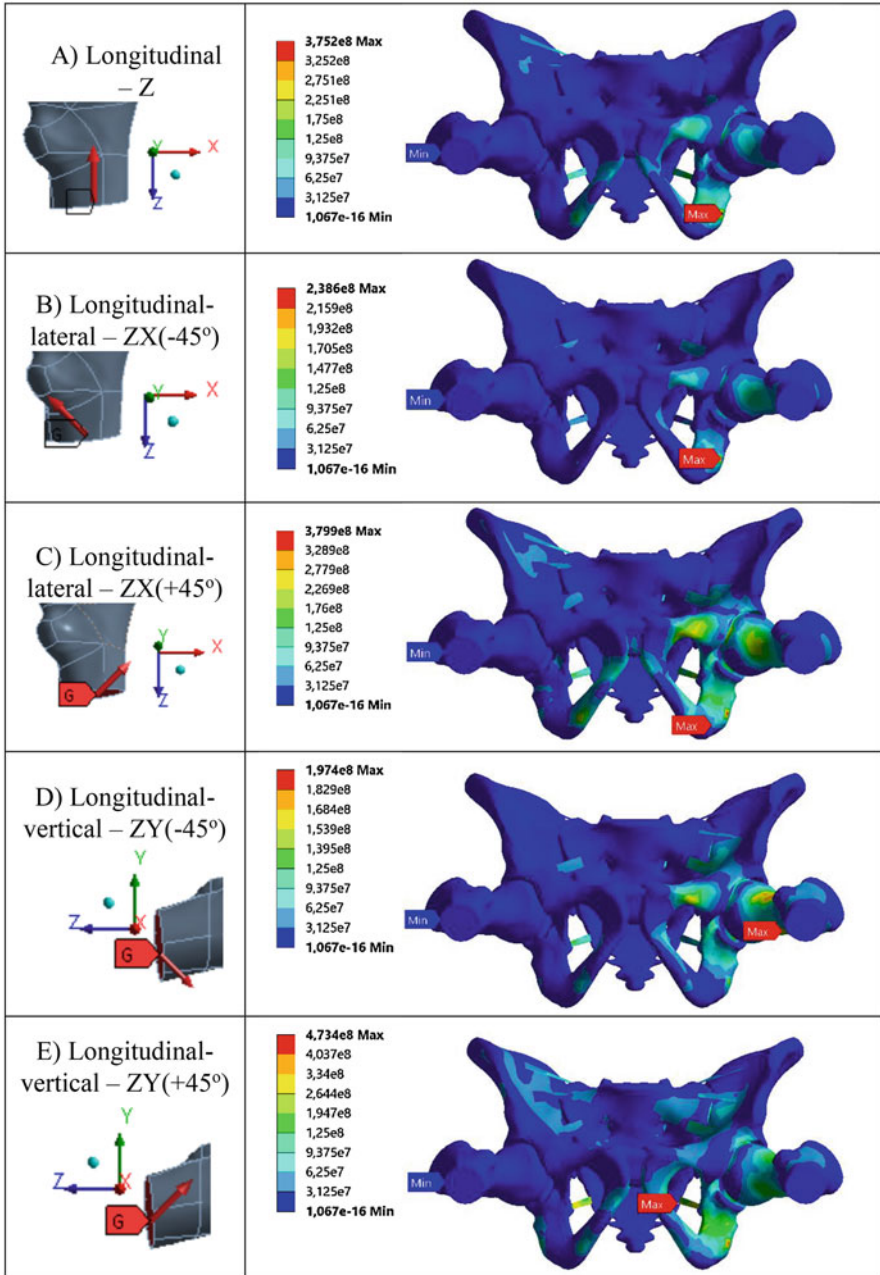 A) Longitudinal
– Z
X
Y
Z
3,752e8 Max
3,252e8
2,751e8
2,251e8
1,75e8
1,25e8
9,375e7
6,25e7
3,125e7
1,067e-16 Min
Min
Max
B) Longitudinal-
lateral – ZX(-45º)
G
Y
X
Z
2,386e8 Max
2,159e8
1,932e8
1,705e8
1,477e8
1,25e8
9,375e7
6,25e7
3,125e7
1,067e-16 Min
Min
Max
C) Longitudinal-
lateral – ZX(+45º)
G
Y
X
Z
3,799e8 Max
3,289e8
2,779e8
2,269e8
1,76e8
1,25e8
9,375e7
6,25e7
3,125e7
1,067e-16 Min
Min
Max
D) Longitudinal-
vertical – ZY(-45º)
Y
Z
X
G
1,974e8 Max
1,829e8
1,684e8
1,539e8
1,395e8
1,25e8
9,375e7
6,25e7
3,125e7
1,067e-16 Min
Min
Max
E) Longitudinal-
vertical – ZY(+45º)
Y
Z
X
G
4,734e8 Max
4,037e8
3,34e8
2,644e8
1,947e8
1,25e8
9,375e7
6,25e7
3,125e7
1,067e-16 Min
Min
Max